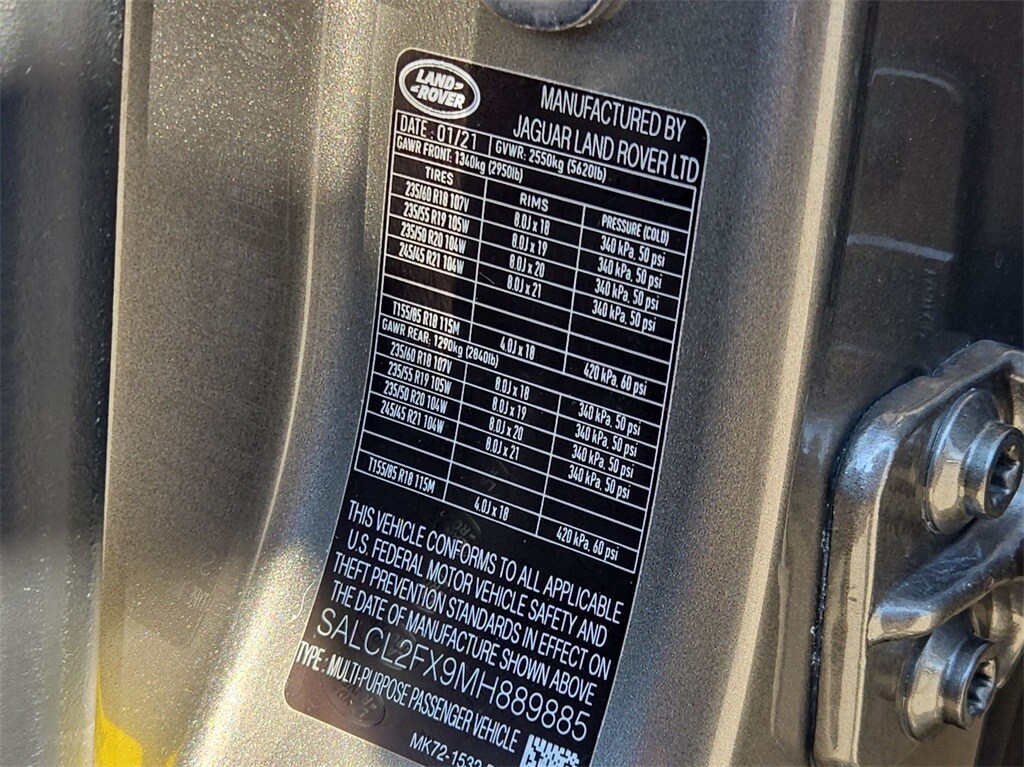 LAND-
-ROVER
MANUFACTURED BY
JAGUAR LAND ROVER LTD
DATE: 01/21 GVWR: 2550kg (5620lb)
GAWR FRONT: 1340kg (2950lb)
TIRES RIMS PRESSURE (COLD)
235/60 R18 107V 8.0J x 18 340 kPa, 50 psi
235/55 R19 105W 8.0J x 19 340 kPa, 50 psi
235/50 R20 104W 8.0J x 20 340 kPa, 50 psi
245/45 R21 104W 8.0J x 21 340 kPa, 50 psi
T155/85 R18 115M 4.0J x 18 420 kPa, 60 psi
GAWR REAR: 1290kg (2840lb)
235/60 R18 107V 8.0J x 18 340 kPa, 50 psi
235/55 R19 105W 8.0J x 19 340 kPa, 50 psi
235/50 R20 104W 8.0J x 20 340 kPa, 50 psi
245/45 R21 104W 8.0J x 21 340 kPa, 50 psi
T155/85 R18 115M 4.0J x 18 420 kPa, 60 psi
THIS VEHICLE CONFORMS TO ALL APPLICABLE
U.S. FEDERAL MOTOR VEHICLE SAFETY AND
THEFT PREVENTION STANDARDS IN EFFECT ON
THE DATE OF MANUFACTURE SHOWN ABOVE
SALCL2FX9MH889885
TYPE: MULTI-PURPOSE PASSENGER VEHICLE